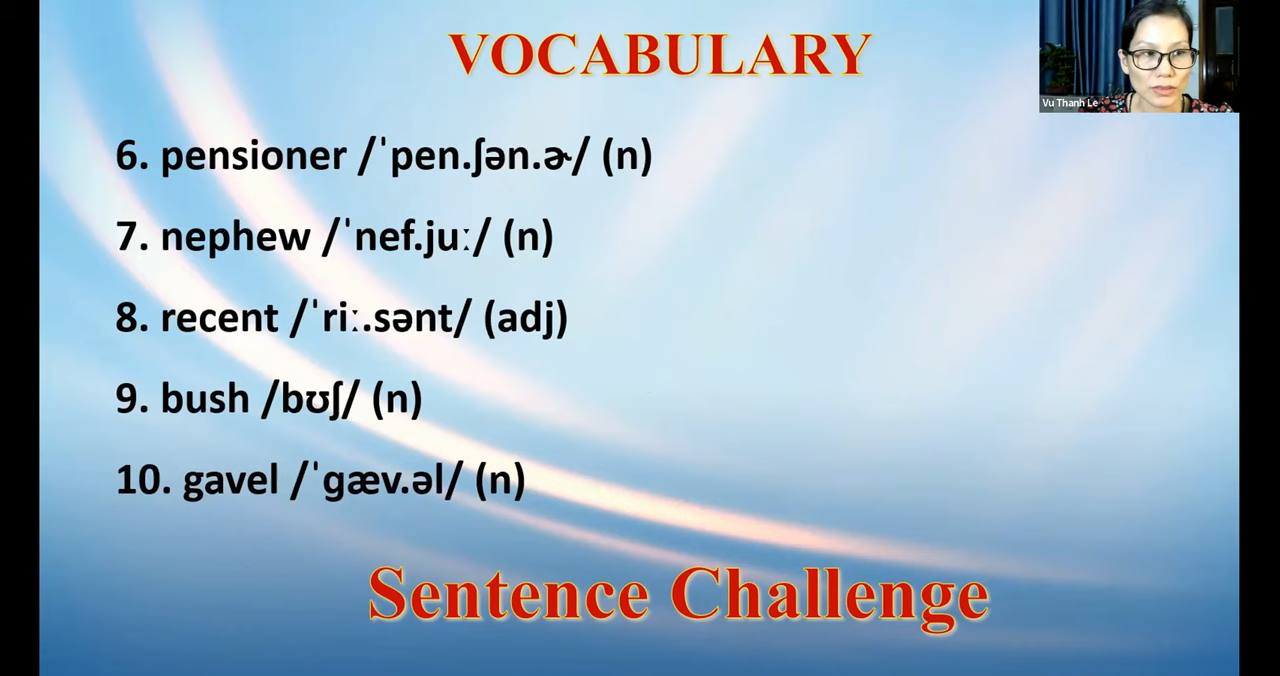 VOCABULARY
Vu Thanh Le
6. pensioner /ˈpen.ʃən.ɚ/ (n)
7. nephew /ˈnef.juː/ (n)
8. recent /ˈriː.sənt/ (adj)
9. bush /bʊʃ/ (n)
10. gavel /ˈɡæv.əl/ (n)
Sentence Challenge